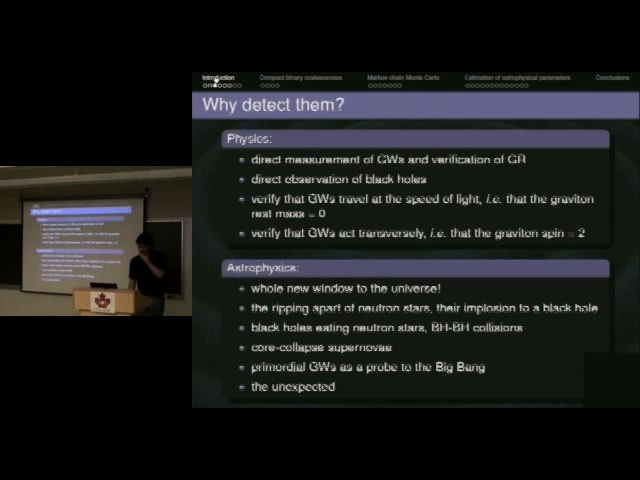 Introduction
Compact binary coalescences
Markov-chain Monte Carlo
Estimation of astrophysical parameters
Conclusions
Why detect them?
Physics:
direct measurement of GWs and verification of GR
direct observation of black holes
verify that GWs travel at the speed of light, i.e. that the graviton
rest mass = 0
verify that GWs act transversely, i.e. that the graviton spin = 2
Astrophysics:
whole new window to the universe!
the ripping apart of neutron stars, their implosion to a black hole
black holes eating neutron stars, BH-BH collisions
core-collapse supernovae
primordial GWs as a probe to the Big Bang
the unexpected